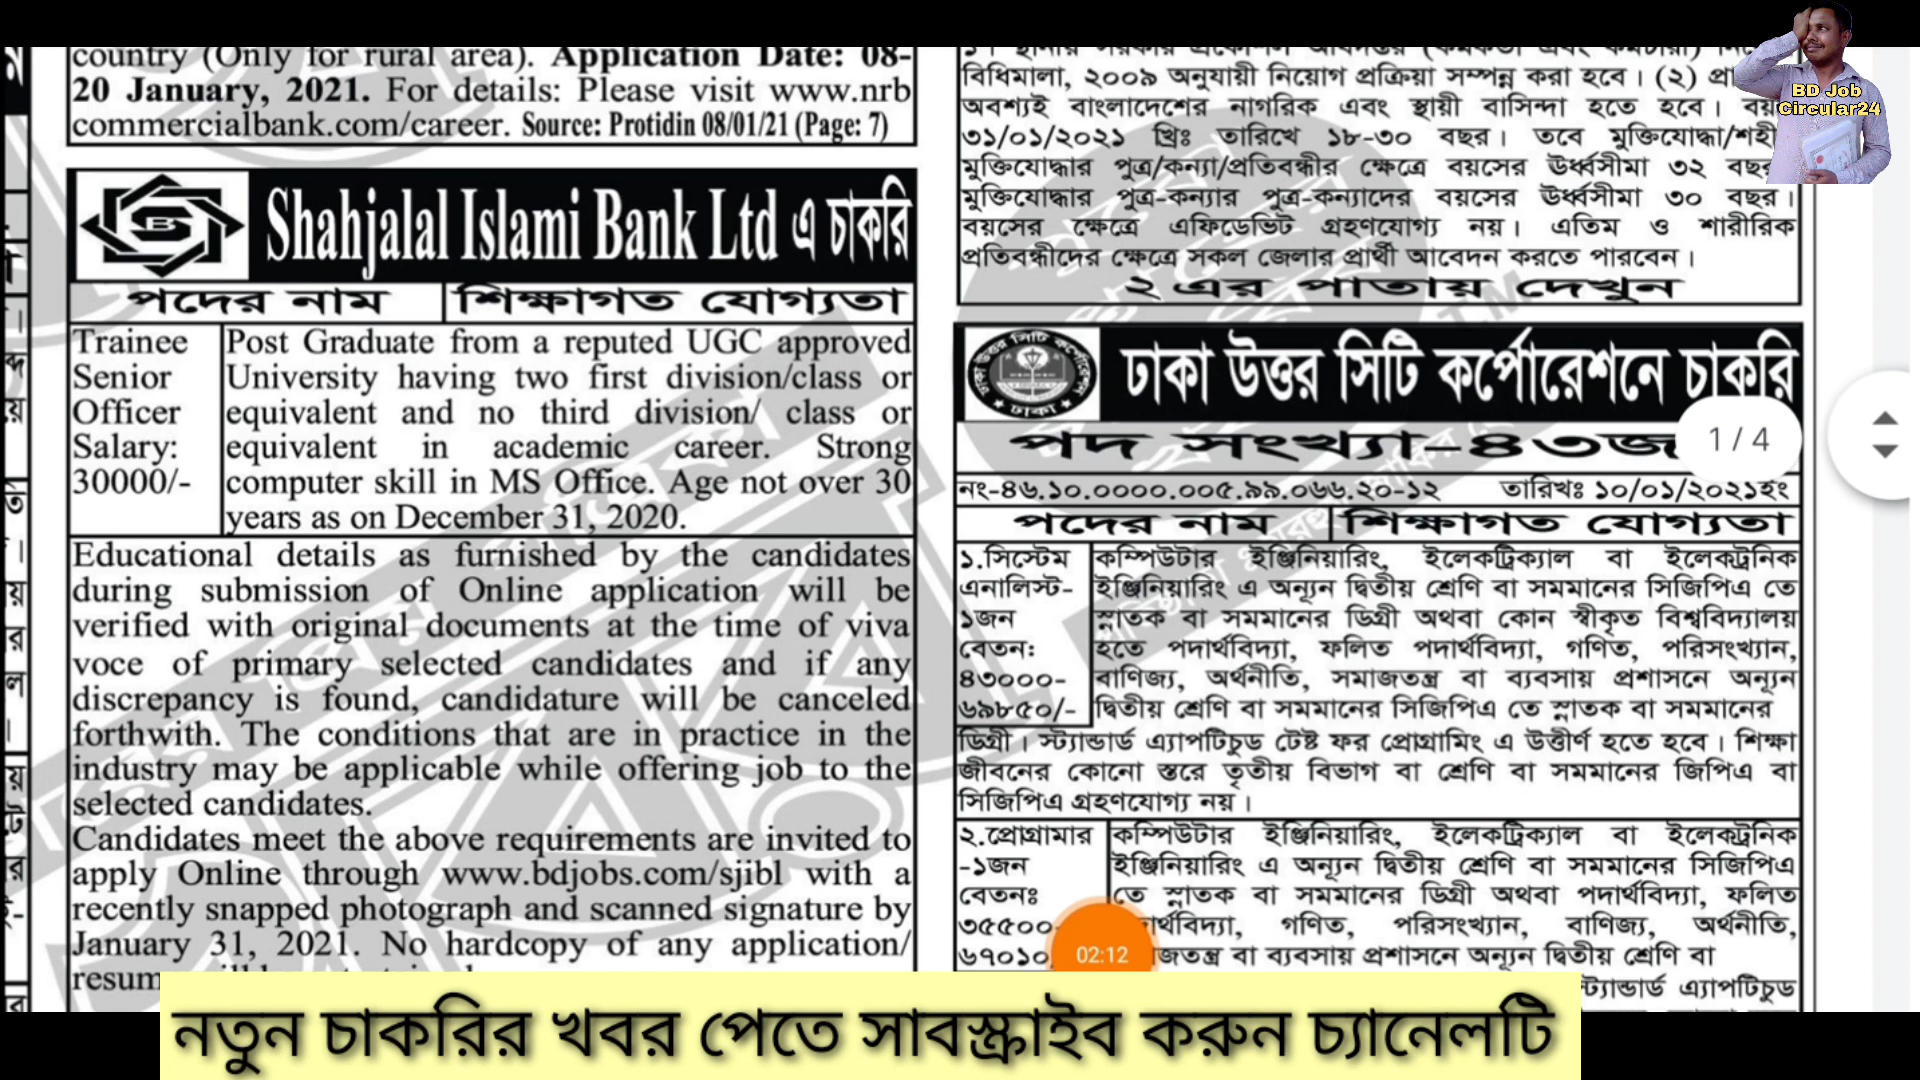 country (Only for rural area). Application Date: 08-
20 January, 2021. For details: Please visit www.nrb
commercialbank.com/career. Source: Protidin 08/01/21 (Page: 7)
Shahjalal Islami Bank Ltd এ চাকরি
পদের নাম শিক্ষাগত যোগ্যতা
Trainee
Senior
Officer
Salary:
30000/-
Post Graduate from a reputed UGC approved
University having two first division/class or
equivalent and no third division/ class or
equivalent in academic career. Strong
computer skill in MS Office. Age not over 30
years as on December 31, 2020.
Educational details as furnished by the candidates
during submission of Online application will be
verified with original documents at the time of viva
voce of primary selected candidates and if any
discrepancy is found, candidature will be canceled
forthwith. The conditions that are in practice in the
industry may be applicable while offering job to the
selected candidates.
Candidates meet the above requirements are invited to
apply Online through www.bdjobs.com/sjibl with a
recently snapped photograph and scanned signature by
January 31, 2021. No hardcopy of any application/
বিধিমালা, ২০০৯ অনুযায়ী নিয়োগ প্রক্রিয়া সম্পন্ন করা হবে। (২)
অবশ্যই বাংলাদেশের নাগরিক এবং স্থায়ী বাসিন্দা হতে হবে।
৩১/০১/২০২১ খ্রিঃ তারিখে ১৮-৩০ বছর। তবে মুক্তিযোদ্ধা/শহী
মুক্তিযোদ্ধার পুত্র/কন্যা/প্রতিবন্ধীর ক্ষেত্রে বয়সের ঊর্ধ্বসীমা ৩২ বছর
মুক্তিযোদ্ধার পুত্র-কন্যার পুত্র-কন্যাদের বয়সের ঊর্ধ্বসীমা ৩০ বছর।
বয়সের ক্ষেত্রে এফিডেভিট গ্রহণযোগ্য নয়। এতিম ও শারীরিক
প্রতিবন্ধীদের ক্ষেত্রে সকল জেলার প্রার্থী আবেদন করতে পারবেন।
২ এর পাতায় দেখুন
ঢাকা উত্তর সিটি কর্পোরেশনে চাকরি
পদ সংখ্যা-৪৩জ
নং-৪৬.১০.০০০০.০০৫.৯৯.০৬৬.২০-১২ তারিখঃ ১০/০১/২০২১ইং
পদের নাম শিক্ষাগত যোগ্যতা
১.সিস্টেম
এনালিস্ট-
১জন
বেতন:
৪৩০০০-
৬৯৮৫০/-
কম্পিউটার ইঞ্জিনিয়ারিং, ইলেকট্রিক্যাল বা ইলেকট্রনিক
ইঞ্জিনিয়ারিং এ অন্যূন দ্বিতীয় শ্রেণি বা সমমানের সিজিপিএ তে
স্নাতক বা সমমানের ডিগ্রী অথবা কোন স্বীকৃত বিশ্ববিদ্যালয়
হতে পদার্থবিদ্যা, ফলিত পদার্থবিদ্যা, গণিত, পরিসংখ্যান,
বাণিজ্য, অর্থনীতি, সমাজতন্ত্র বা ব্যবসায় প্রশাসনে অন্যূন
দ্বিতীয় শ্রেণি বা সমমানের সিজিপিএ তে স্নাতক বা সমমানের
ডিগ্রী। স্ট্যান্ডার্ড এ্যাপটিচুড টেষ্ট ফর প্রোগ্রামিং এ উত্তীর্ণ হতে হবে। শিক্ষা
জীবনের কোনো স্তরে তৃতীয় বিভাগ বা শ্রেণি বা সমমানের জিপিএ বা
সিজিপিএ গ্রহণযোগ্য নয়।
২.প্রোগ্রামার
-১জন
বেতনঃ
৩৫৫০০-
৬৭০১০
কম্পিউটার ইঞ্জিনিয়ারিং, ইলেকট্রিক্যাল বা ইলেকট্রনিক
ইঞ্জিনিয়ারিং এ অন্যূন দ্বিতীয় শ্রেণি বা সমমানের সিজিপিএ
তে স্নাতক বা সমমানের ডিগ্রী অথবা পদার্থবিদ্যা, ফলিত
র্থবিদ্যা, গণিত, পরিসংখ্যান, বাণিজ্য, অর্থনীতি,
জতন্ত্র বা ব্যবসায় প্রশাসনে অন্যূন দ্বিতীয় শ্রেণি বা
স্ট্যান্ডার্ড এ্যাপটিচুড
BD Job
Circular24
1 / 4
02:12
নতুন চাকরির খবর পেতে সাবস্ক্রাইব করুন চ্যানেলটি